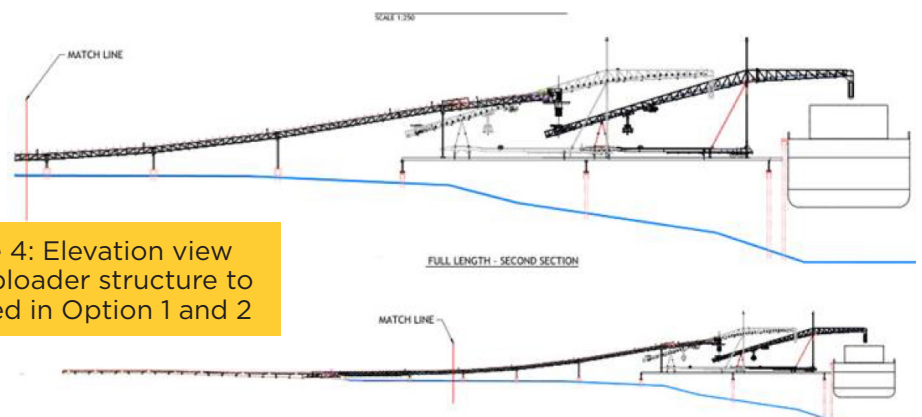 SCALE 1:250
MATCH LINE
4: Elevation view
ploader structure to
ed in Option 1 and 2
FULL LENGTH - SECOND SECTION
MATCH LINE